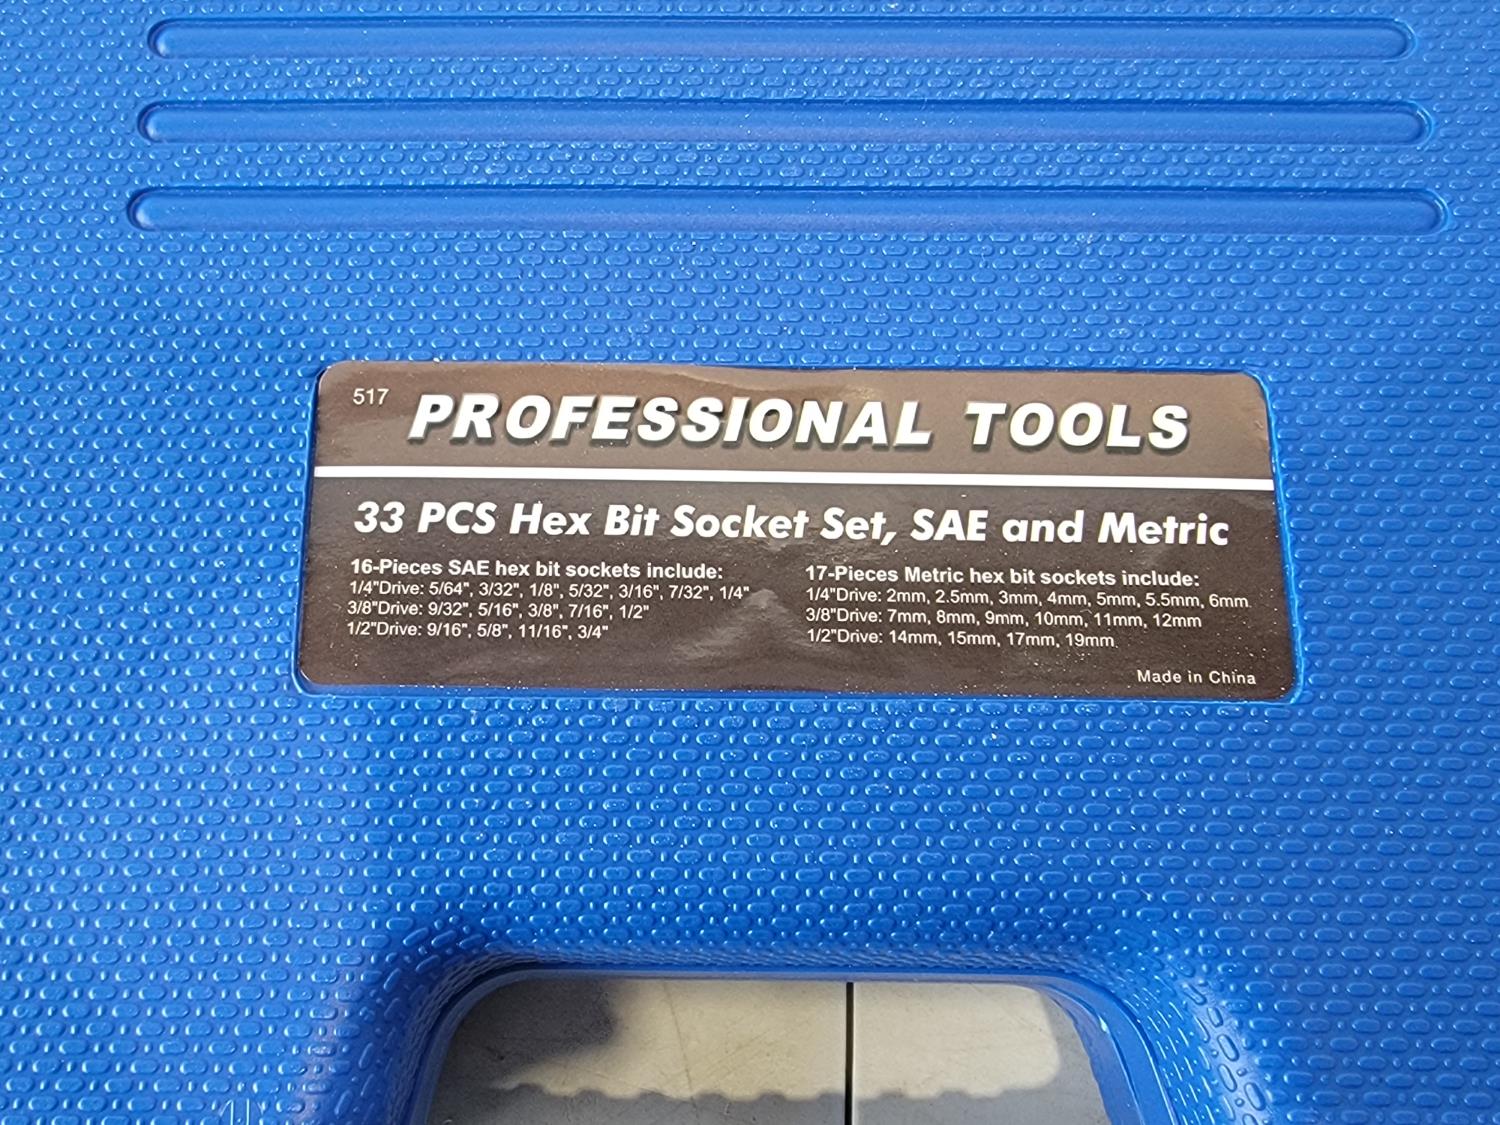 517 PROFESSIONAL TOOLS
33 PCS Hex Bit Socket Set, SAE and Metric
16-Pieces SAE hex bit sockets include:
1/4"Drive: 5/64", 3/32", 1/8", 5/32", 3/16", 7/32", 1/4"
3/8"Drive: 9/32", 5/16", 3/8", 7/16", 1/2"
1/2"Drive: 9/16", 5/8", 11/16", 3/4"
17-Pieces Metric hex bit sockets include:
1/4"Drive: 2mm, 2.5mm, 3mm, 4mm, 5mm, 5.5mm, 6mm
3/8"Drive: 7mm, 8mm, 9mm, 10mm, 11mm, 12mm
1/2"Drive: 14mm, 15mm, 17mm, 19mm
Made in China